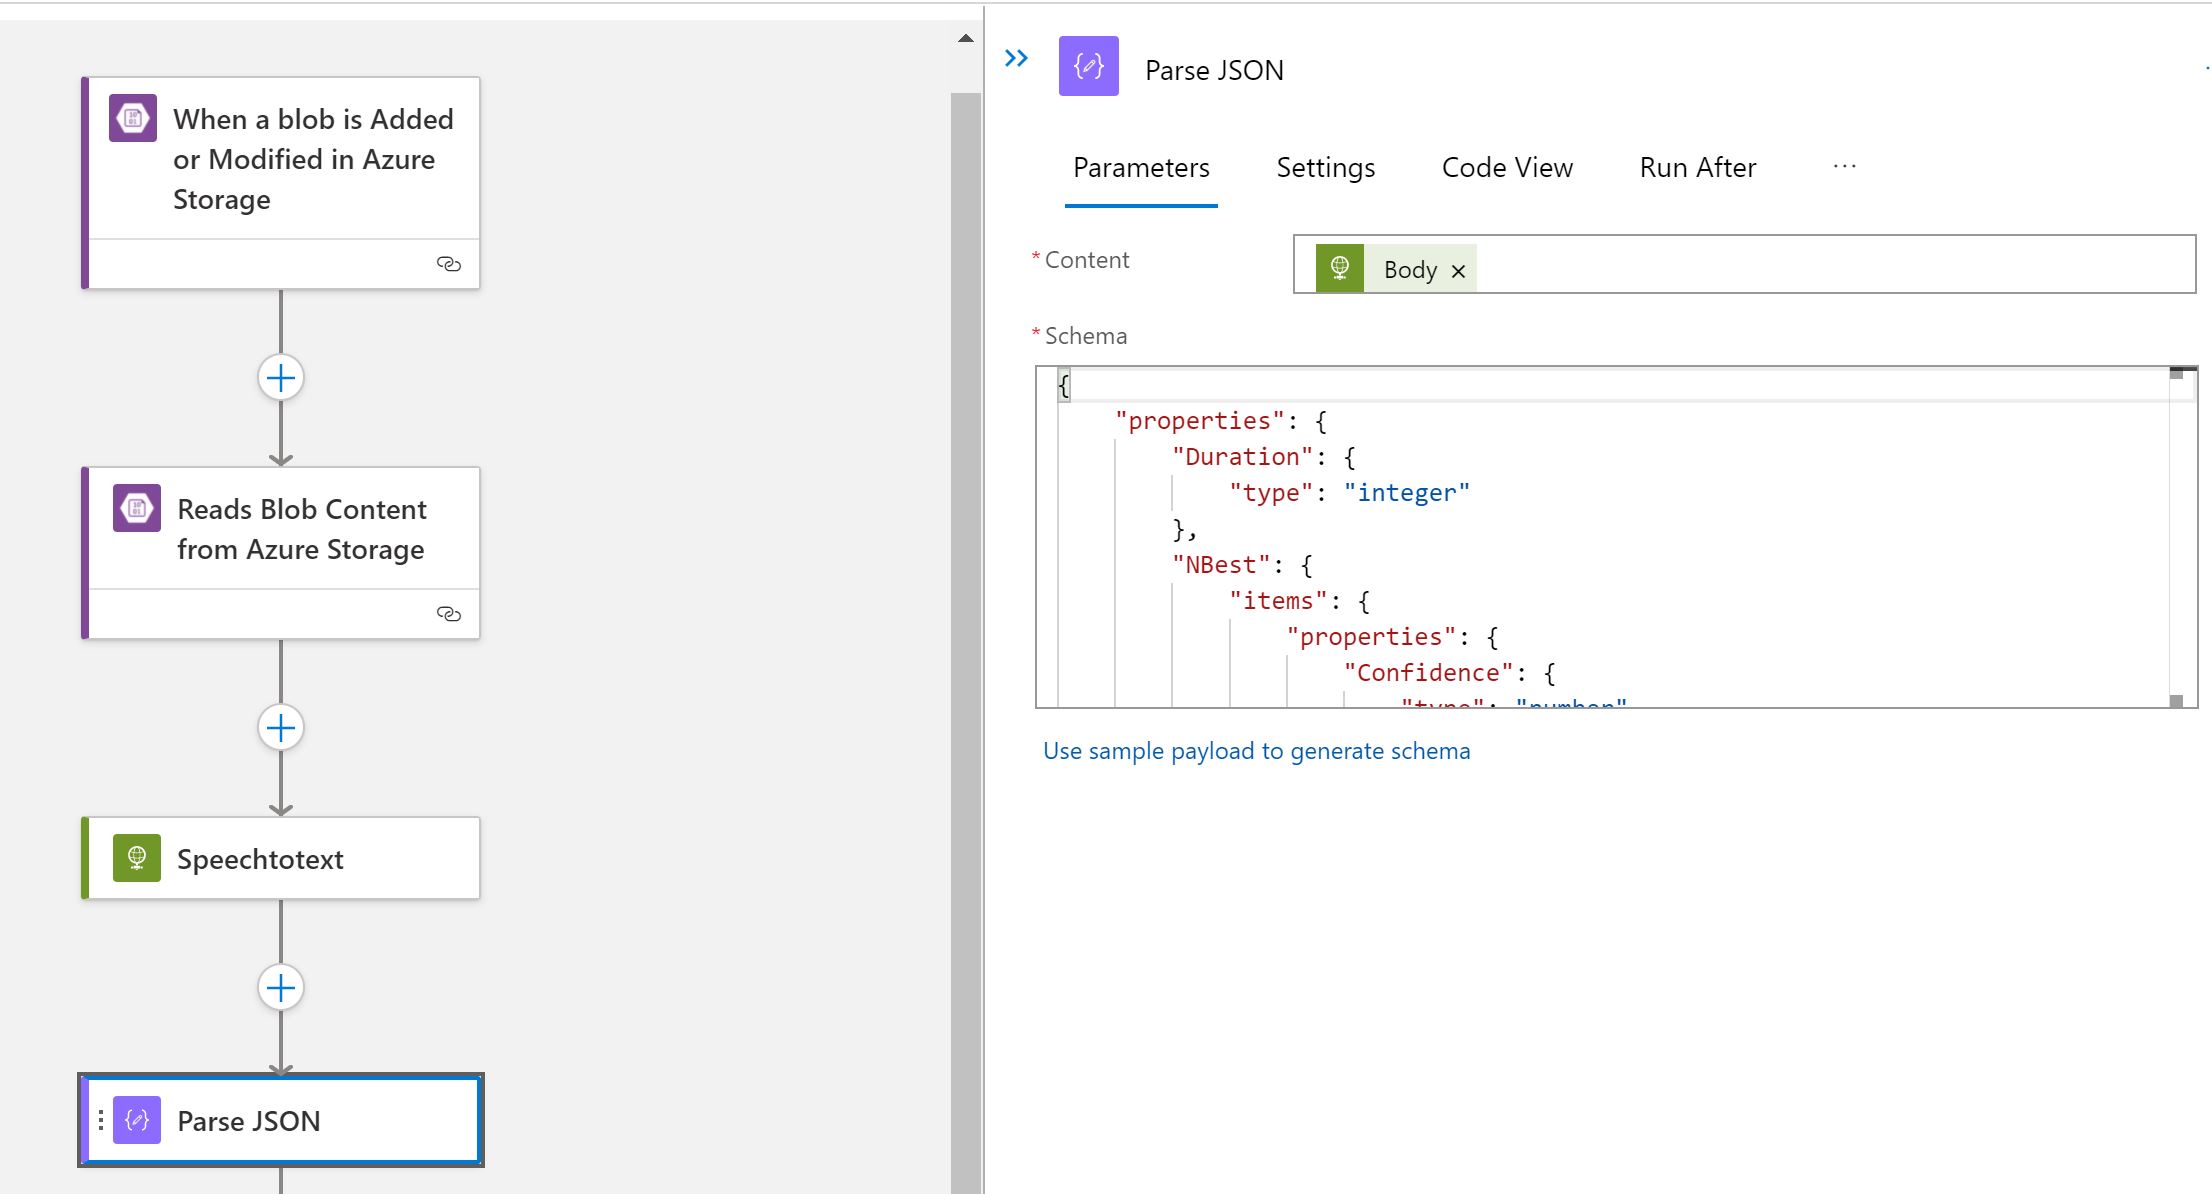 When a blob is Added
or Modified in Azure
Storage
Reads Blob Content
from Azure Storage
Speechtotext
Parse JSON
Parse JSON
Parameters Settings Code View Run After ...
* Content Body ×
* Schema
{
"properties": {
"Duration": {
"type": "integer"
},
"NBest": {
"items": {
"properties": {
"Confidence": {
"type": "number"
Use sample payload to generate schema